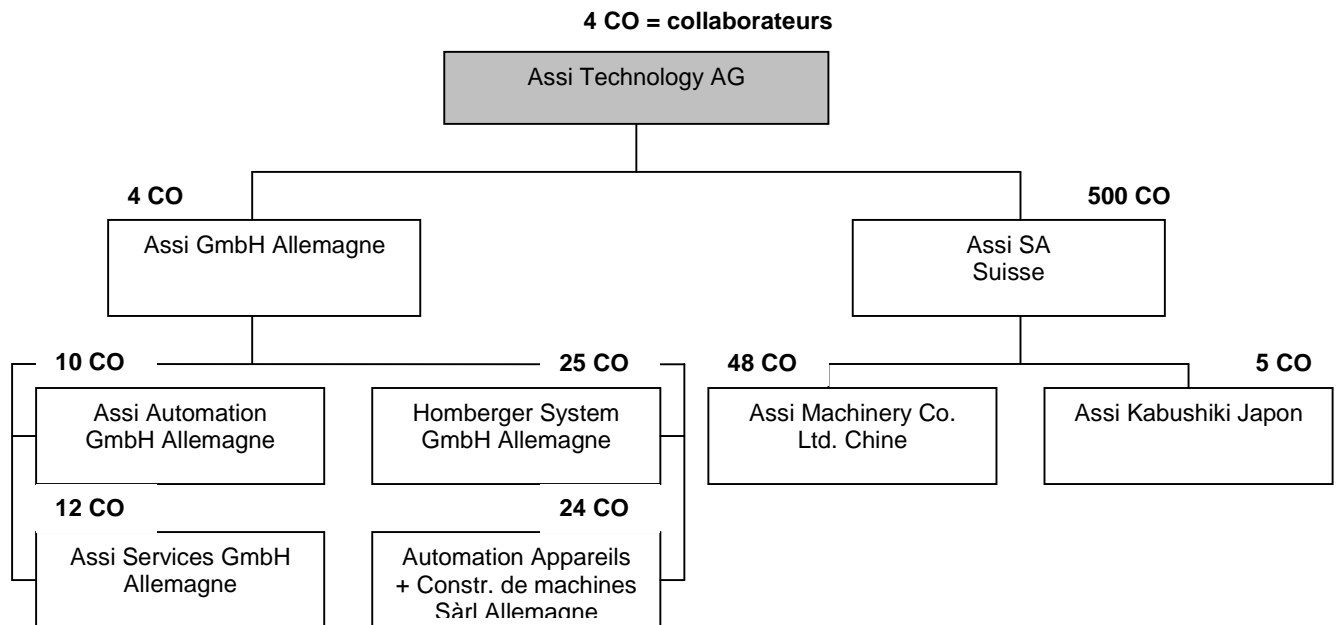 4 CO = collaborateurs
Assi Technology AG
4 CO
500 CO
Assi GmbH Allemagne
Assi SA
Suisse
10 CO
25 CO
48 CO
5 CO
Assi Automation
GmbH Allemagne
Homberger System
GmbH Allemagne
Assi Machinery Co.
Ltd. Chine
Assi Kabushiki Japon
12 CO
24 CO
Assi Services GmbH
Allemagne
Automation Appareils
+ Constr. de machines
Sàrl Allemagne